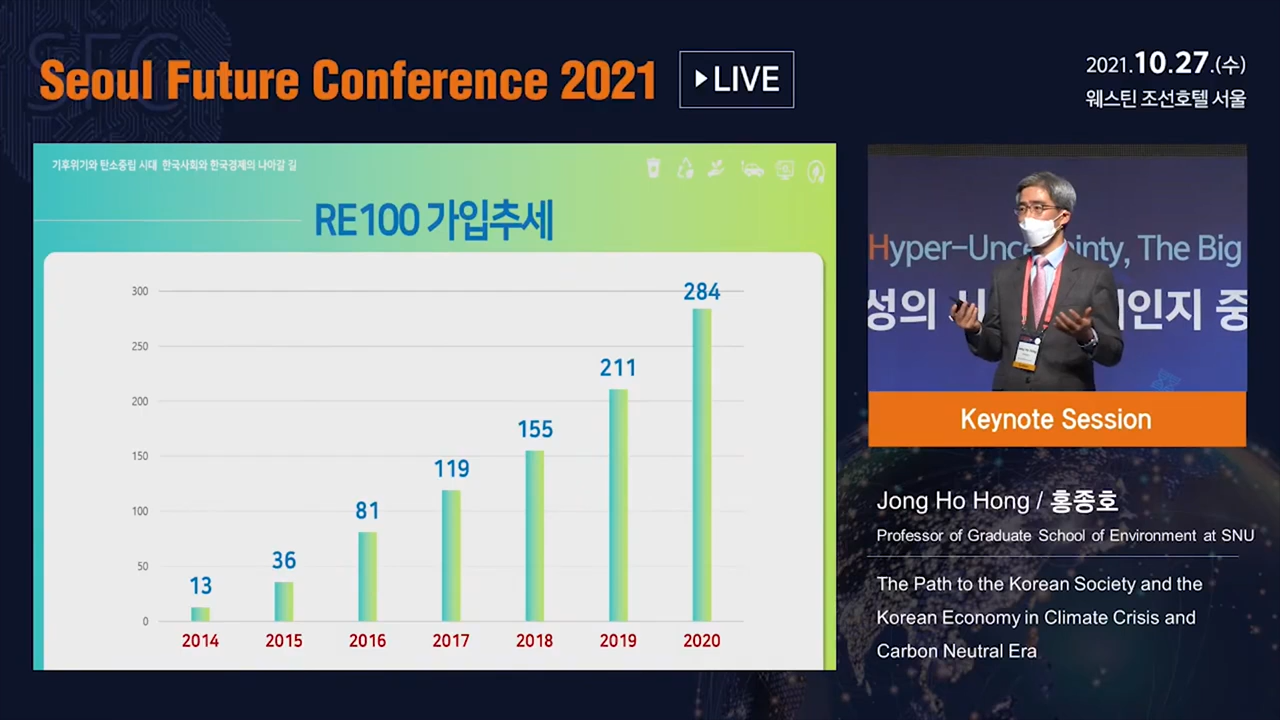 SFC
Seoul Future Conference 2021
LIVE
2021.10.27.(수)
웨스틴 조선호텔 서울
기후위기와 탄소중립 시대 한국사회와 한국경제의 나아갈 길
RE100 가입추세
300
250
200
150
100
50
0
13
36
81
119
155
211
284
2014
2015
2016
2017
2018
2019
2020
Hyper-Unce inty, The Big
성의 인지 중
Keynote Session
Jong Ho Hong / 홍종호
Professor of Graduate School of Environment at SNU
The Path to the Korean Society and the
Korean Economy in Climate Crisis and
Carbon Neutral Era